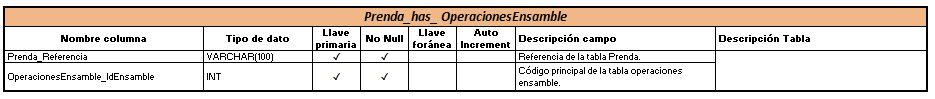 Prenda_has_ OperacionesEnsamble
Nombre columna Tipo de dato Llave primaria No Null Llave foránea Auto Increment Descripción campo Descripción Tabla
Prenda_Referencia VARCHAR(100) ✓ ✓ Referencia de la tabla Prenda.
OperacionesEnsamble_IdEnsamble INT ✓ ✓ Código principal de la tabla operaciones ensamble.